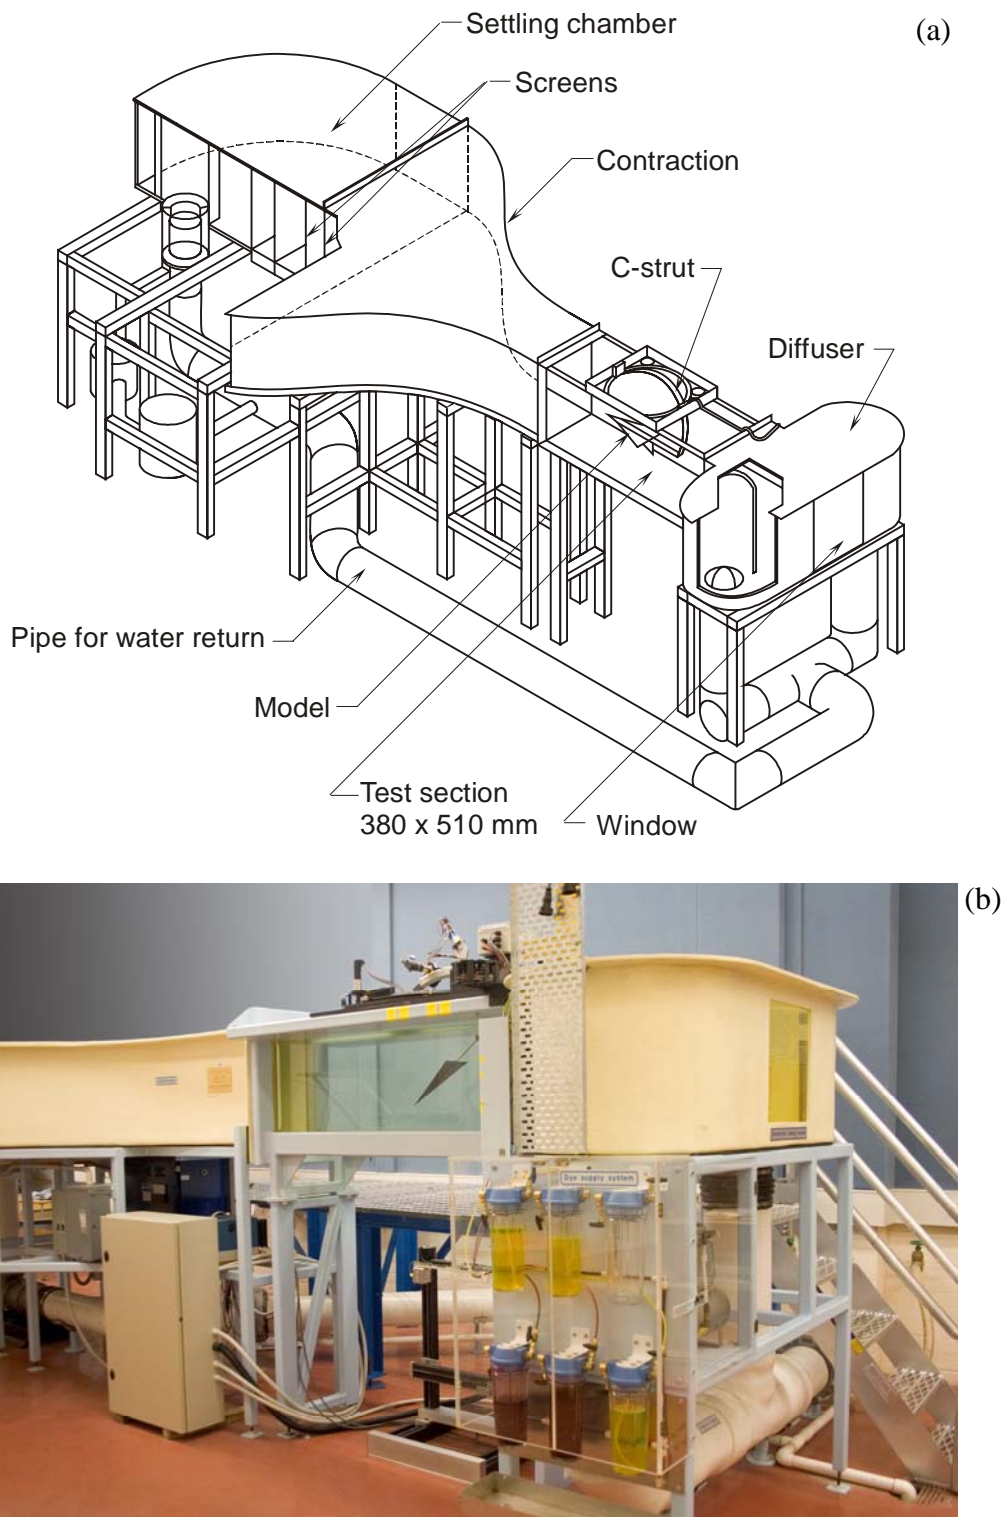 (a)
Settling chamber
Screens
Contraction
C-strut
Diffuser
Pipe for water return
Model
Test section
380 x 510 mm
Window
(b)
Dye supply system